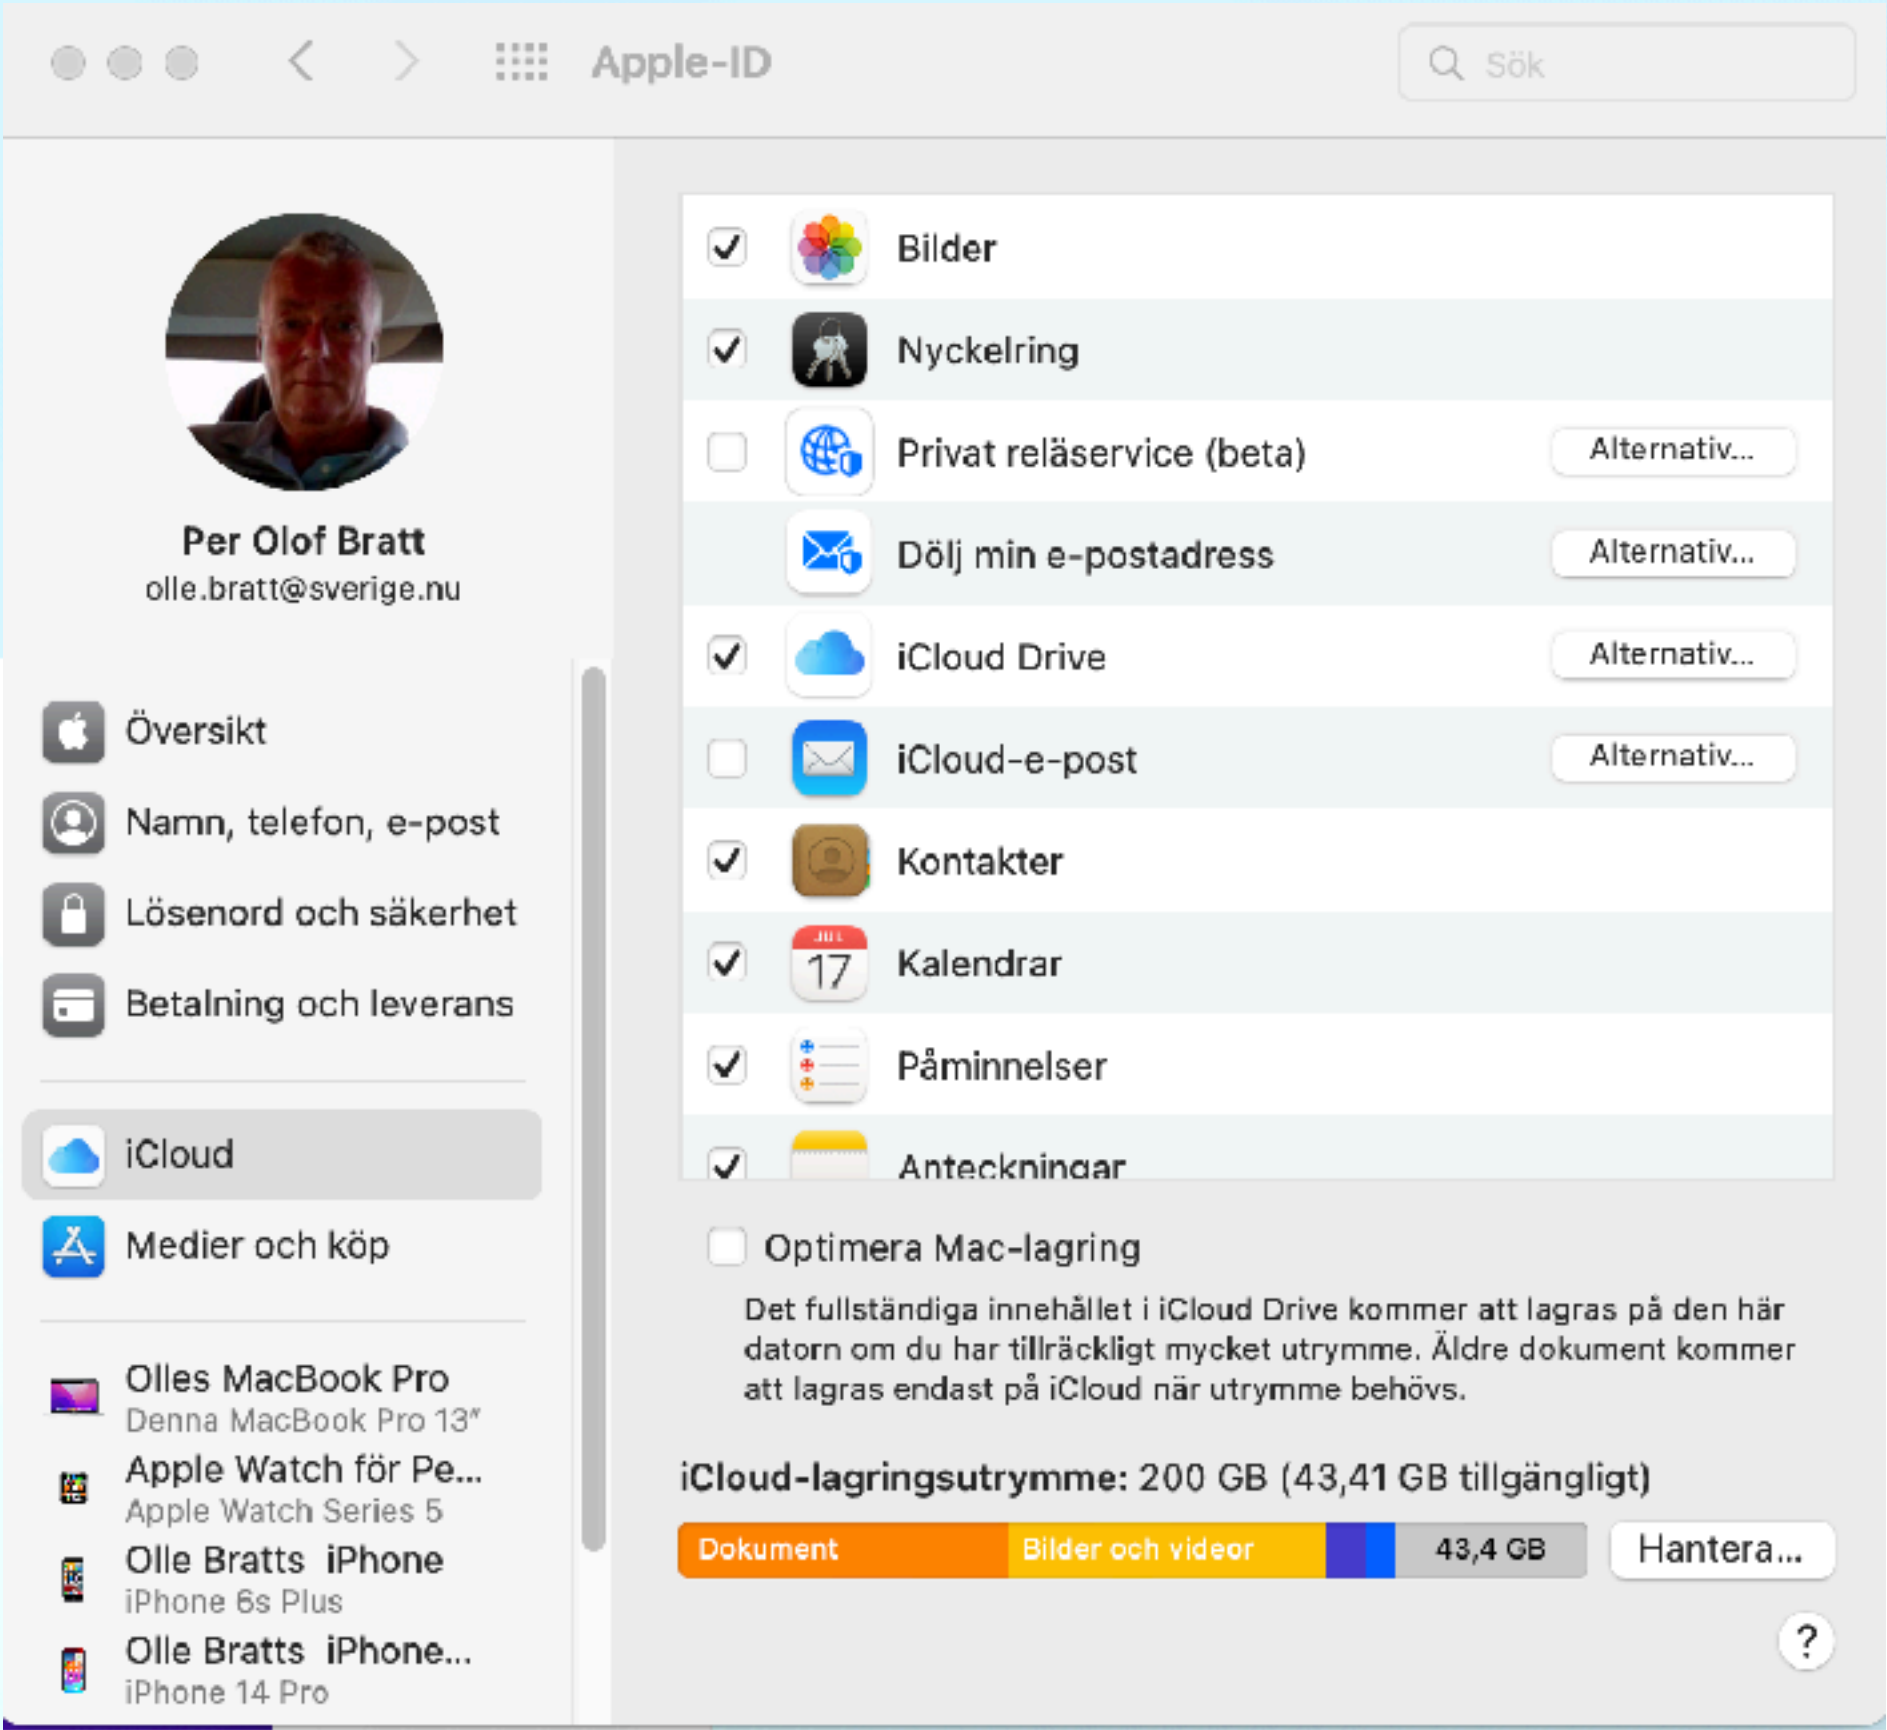 Apple-ID
Sök
Per Olof Bratt
olle.bratt@sverige.nu
Översikt
Namn, telefon, e-post
Lösenord och säkerhet
Betalning och leverans
iCloud
Medier och köp
Olles MacBook Pro
Denna MacBook Pro 13"
Apple Watch för Pe...
Apple Watch Series 5
Olle Bratts iPhone
iPhone 6s Plus
Olle Bratts iPhone...
iPhone 14 Pro
Bilder
Nyckelring
Privat reläservice (beta)
Alternativ...
Dölj min e-postadress
Alternativ...
iCloud Drive
Alternativ...
iCloud-e-post
Alternativ...
Kontakter
JUL
17
Kalendrar
Påminnelser
Anteckningar
Optimera Mac-lagring
Det fullständiga innehållet i iCloud Drive kommer att lagras på den här
datorn om du har tillräckligt mycket utrymme. Äldre dokument kommer
att lagras endast på iCloud när utrymme behövs.
iCloud-lagringsutrymme: 200 GB (43,41 GB tillgängligt)
Dokument
Bilder och videor
43,4 GB
Hantera...
?